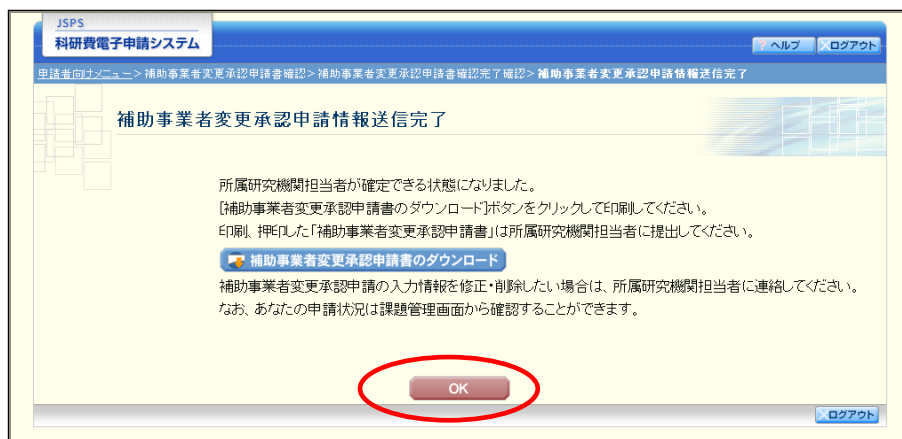 JSPS
科研費電子申請システム
? ヘルプ ログアウト
申請者向けメニュー>補助事業者変更承認申請書確認>補助事業者変更承認申請書確認完了確認>補助事業者変更承認申請情報送信完了
補助事業者変更承認申請情報送信完了
所属研究機関担当者が確定できる状態になりました。
[補助事業者変更承認申請書のダウンロード]ボタンをクリックして印刷してください。
印刷、押印した「補助事業者変更承認申請書」は所属研究機関担当者に提出してください。
補助事業者変更承認申請書のダウンロード
補助事業者変更承認申請の入力情報を修正・削除したい場合は、所属研究機関担当者に連絡してください。
なお、あなたの申請状況は課題管理画面から確認することができます。
OK
ログアウト